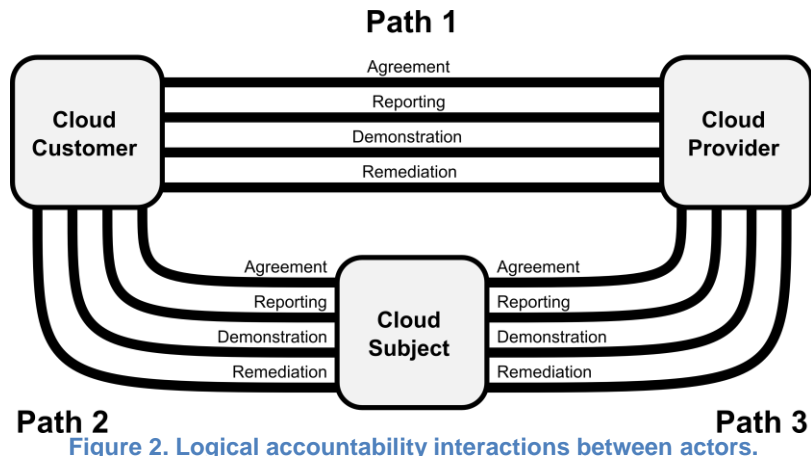 Path 1
Agreement
Reporting
Demonstration
Remediation
Cloud
Customer
Cloud
Provider
Agreement
Reporting
Demonstration
Remediation
Cloud
Subject
Agreement
Reporting
Demonstration
Remediation
Path 2
Path 3
Figure 2. Logical accountability interactions between actors.